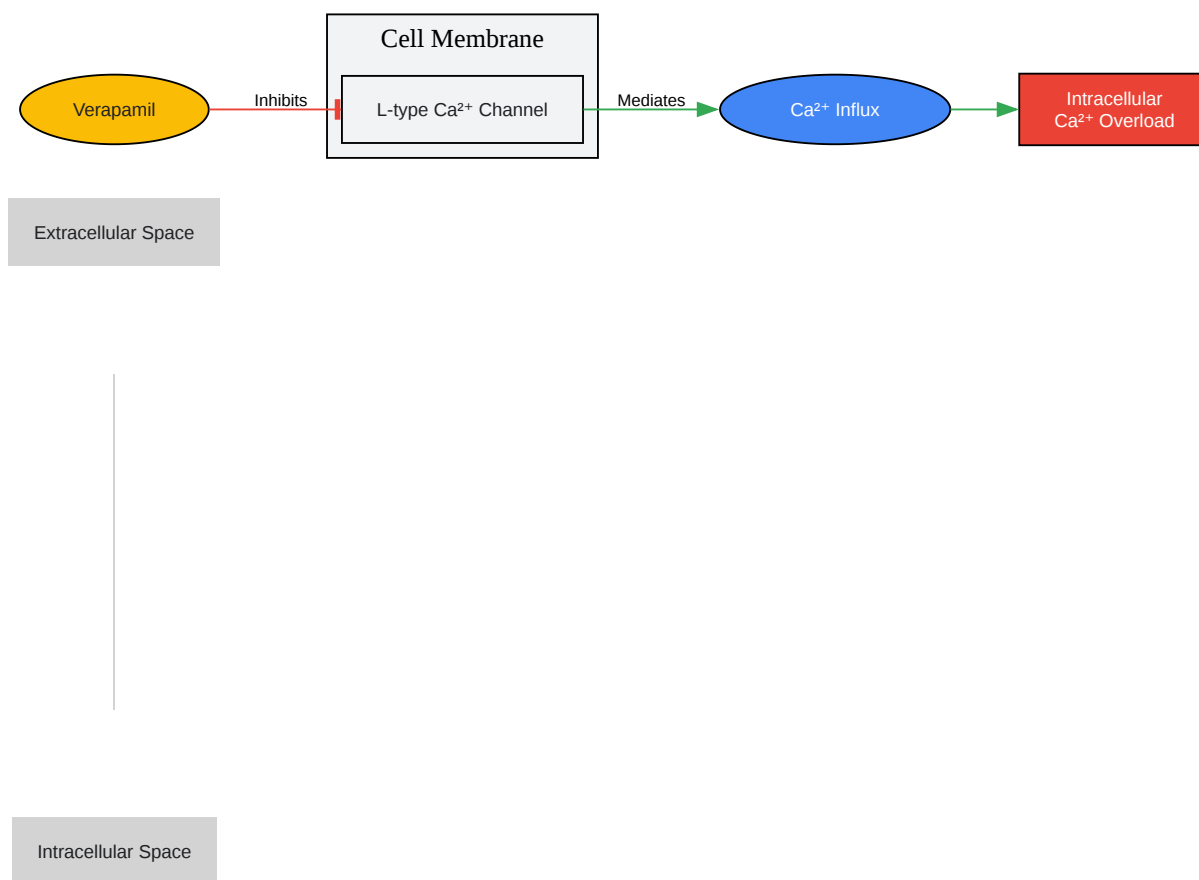 Cell Membrane
Verapamil
Inhibits
L-type Ca²⁺ Channel
Mediates
Ca²⁺ Influx
Intracellular
Ca²⁺ Overload
Extracellular Space
Intracellular Space